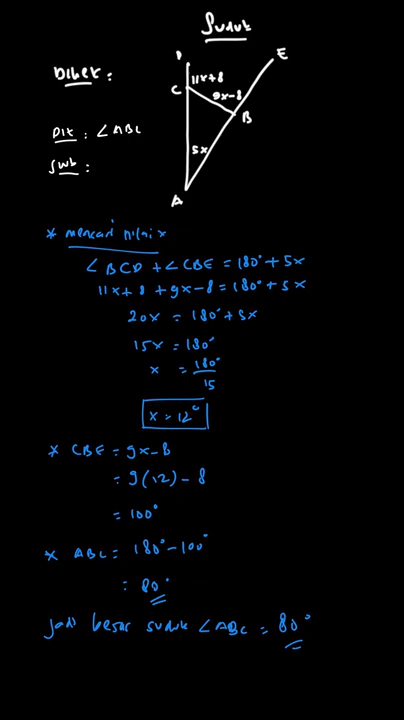 Sudut
Diket :
D
E
11x+8
C
9x-8
B
Dit : ∠ABC
5x
Jwb :
A
* mencari nilai x
∠BCD + ∠CBE = 180° + 5x
11x + 8 + 9x - 8 = 180° + 5x
20x = 180° + 5x
15x = 180°
x = 180°
15
x = 12°
* CBE = 9x - 8
= 9(12) - 8
= 100°
* ABC = 180° - 100°
= 80°
jadi besar sudut ∠ABC = 80°